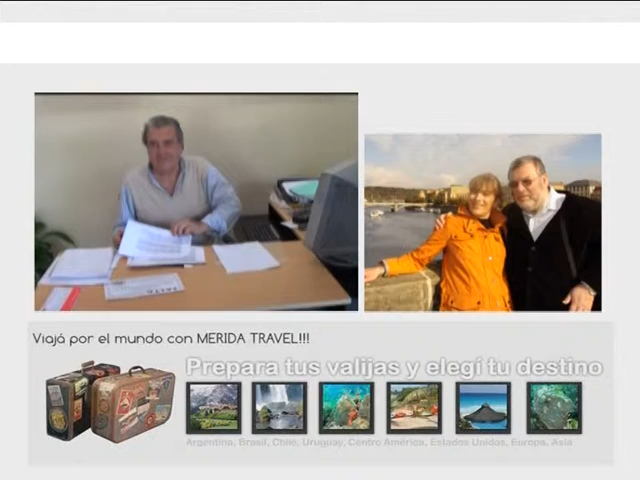 Viajá por el mundo con MERIDA TRAVEL!!!
Prepara tus valijas y elegí tu destino
Argentina, Brasil, Chile, Uruguay, Centro América, Estados Unidos, Europa, Asia